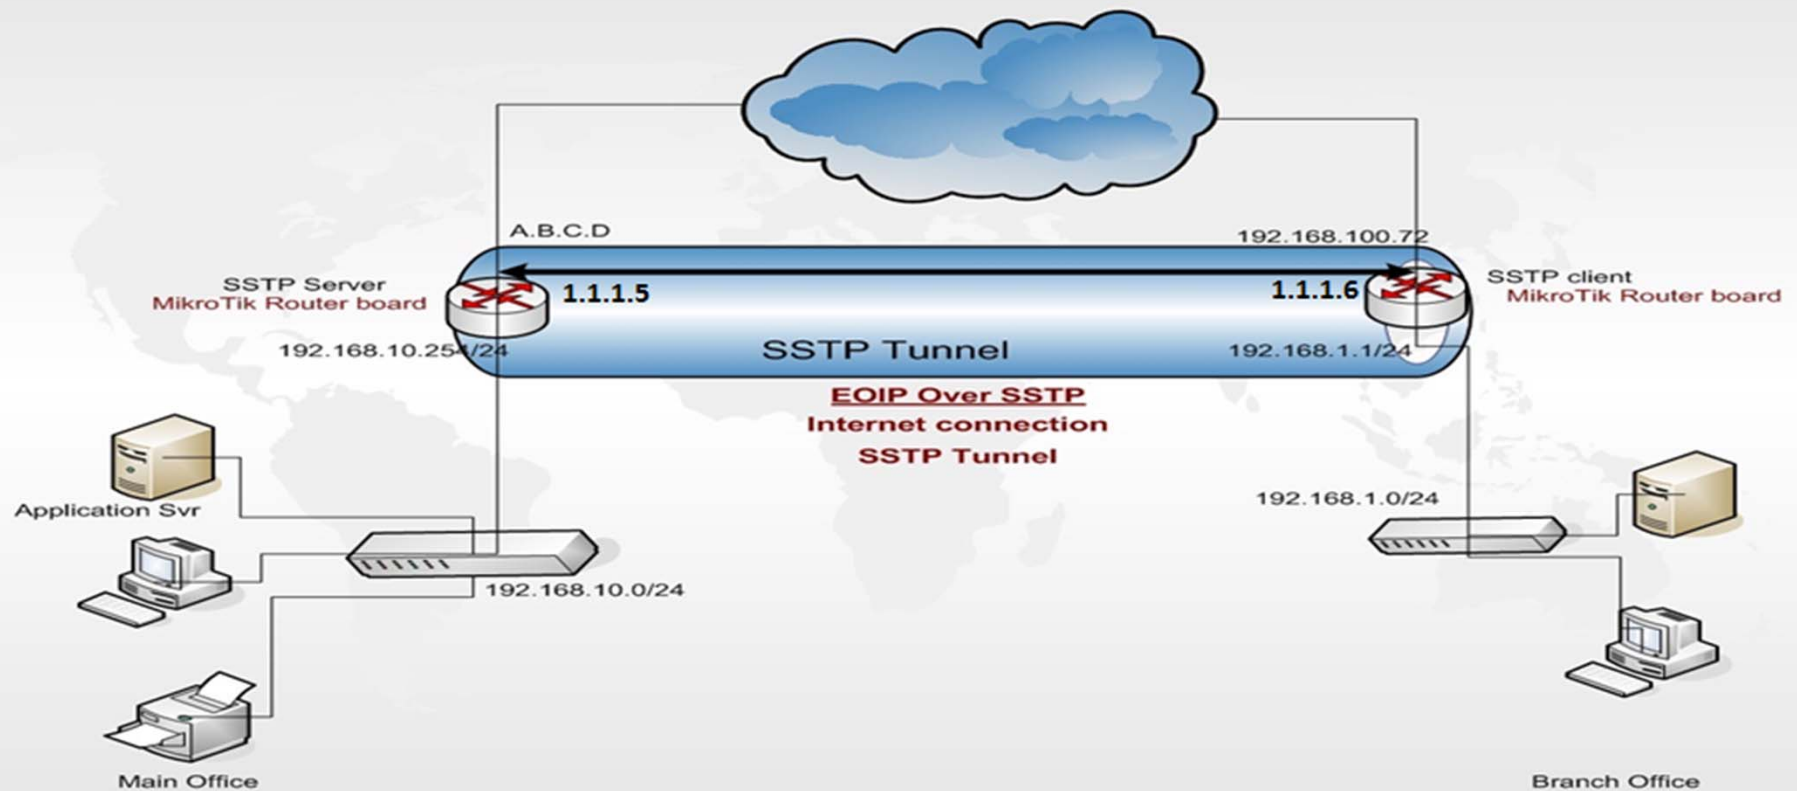 A.B.C.D
192.168.100.72
SSTP Server
MikroTik Router board
1.1.1.5
1.1.1.6
SSTP client
MikroTik Router board
192.168.10.254/24
SSTP Tunnel
192.168.1.1/24
EOIP Over SSTP
Internet connection
SSTP Tunnel
Application Svr
192.168.1.0/24
192.168.10.0/24
Main Office
Branch Office